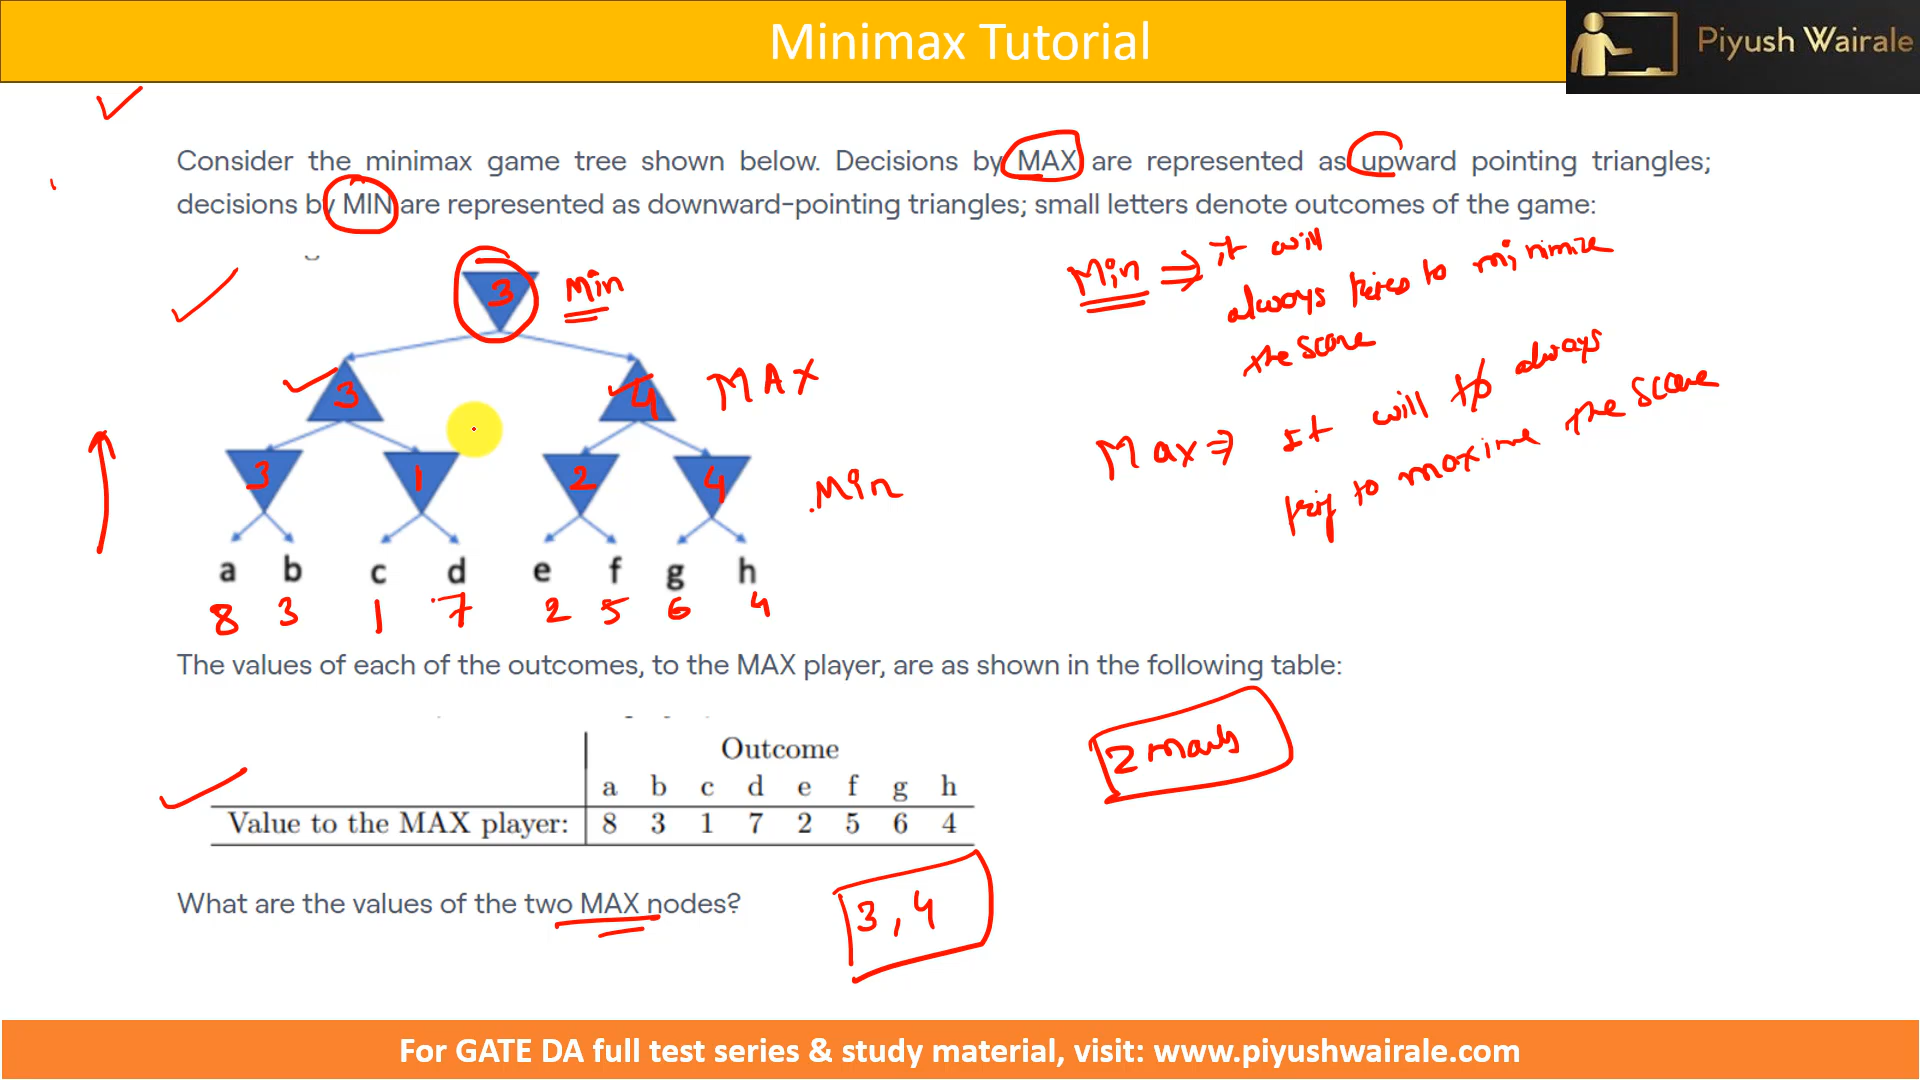 Minimax Tutorial
Piyush Wairale
Consider the minimax game tree shown below. Decisions by MAX are represented as upward pointing triangles;
decisions by MIN are represented as downward-pointing triangles; small letters denote outcomes of the game:
3 Min
3 4 MAX
3 1 2 4 Min
a b c d e f g h
8 3 1 7 2 5 6 4
Min ⇒ it will
always tries to minimize
the score
Max ⇒ It will always
try to maxime the score
The values of each of the outcomes, to the MAX player, are as shown in the following table:
Outcome
a b c d e f g h
Value to the MAX player: 8 3 1 7 2 5 6 4
2 marks
What are the values of the two MAX nodes?
3, 4
For GATE DA full test series & study material, visit: www.piyushwairale.com